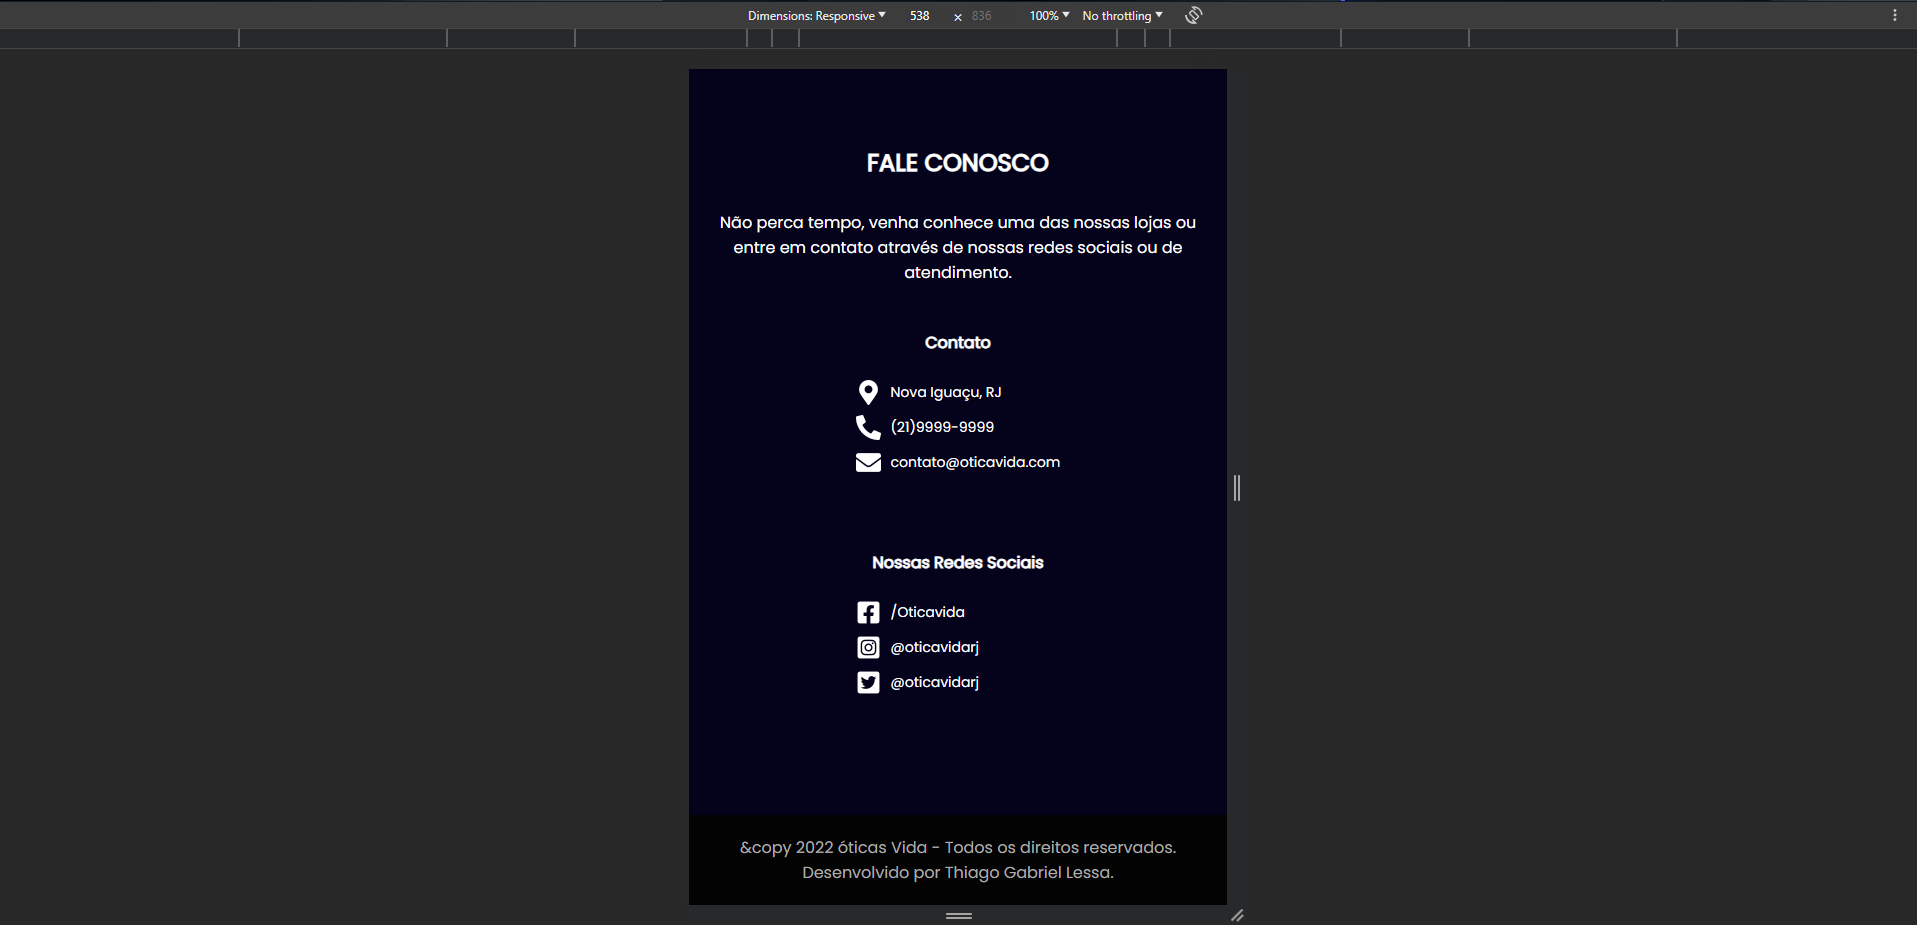 Dimensions: Responsive 538 × 836 100% No throttling
FALE CONOSCO
Não perca tempo, venha conhece uma das nossas lojas ou
entre em contato através de nossas redes sociais ou de
atendimento.
Contato
Nova Iguaçu, RJ
(21)9999-9999
contato@oticavida.com
Nossas Redes Sociais
/Oticavida
@oticavidarj
@oticavidarj
&copy 2022 óticas Vida - Todos os direitos reservados.
Desenvolvido por Thiago Gabriel Lessa.